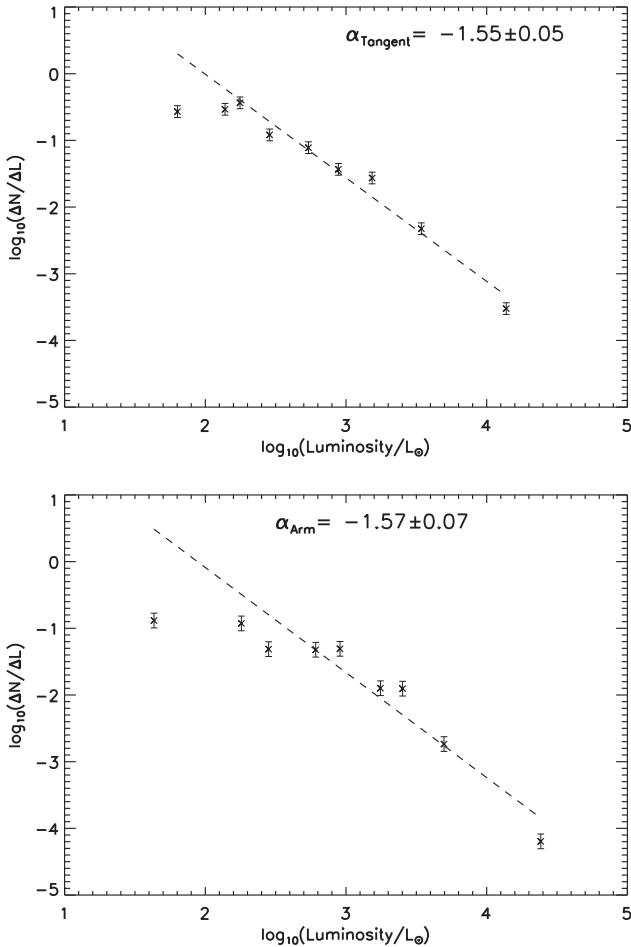 α_Tangent = −1.55±0.05
1
0
−1
−2
−3
−4
−5
log₁₀(ΔN/ΔL)
1 2 3 4 5
log₁₀(Luminosity/L☉)
α_Arm = −1.57±0.07
1
0
−1
−2
−3
−4
−5
log₁₀(ΔN/ΔL)
1 2 3 4 5
log₁₀(Luminosity/L☉)